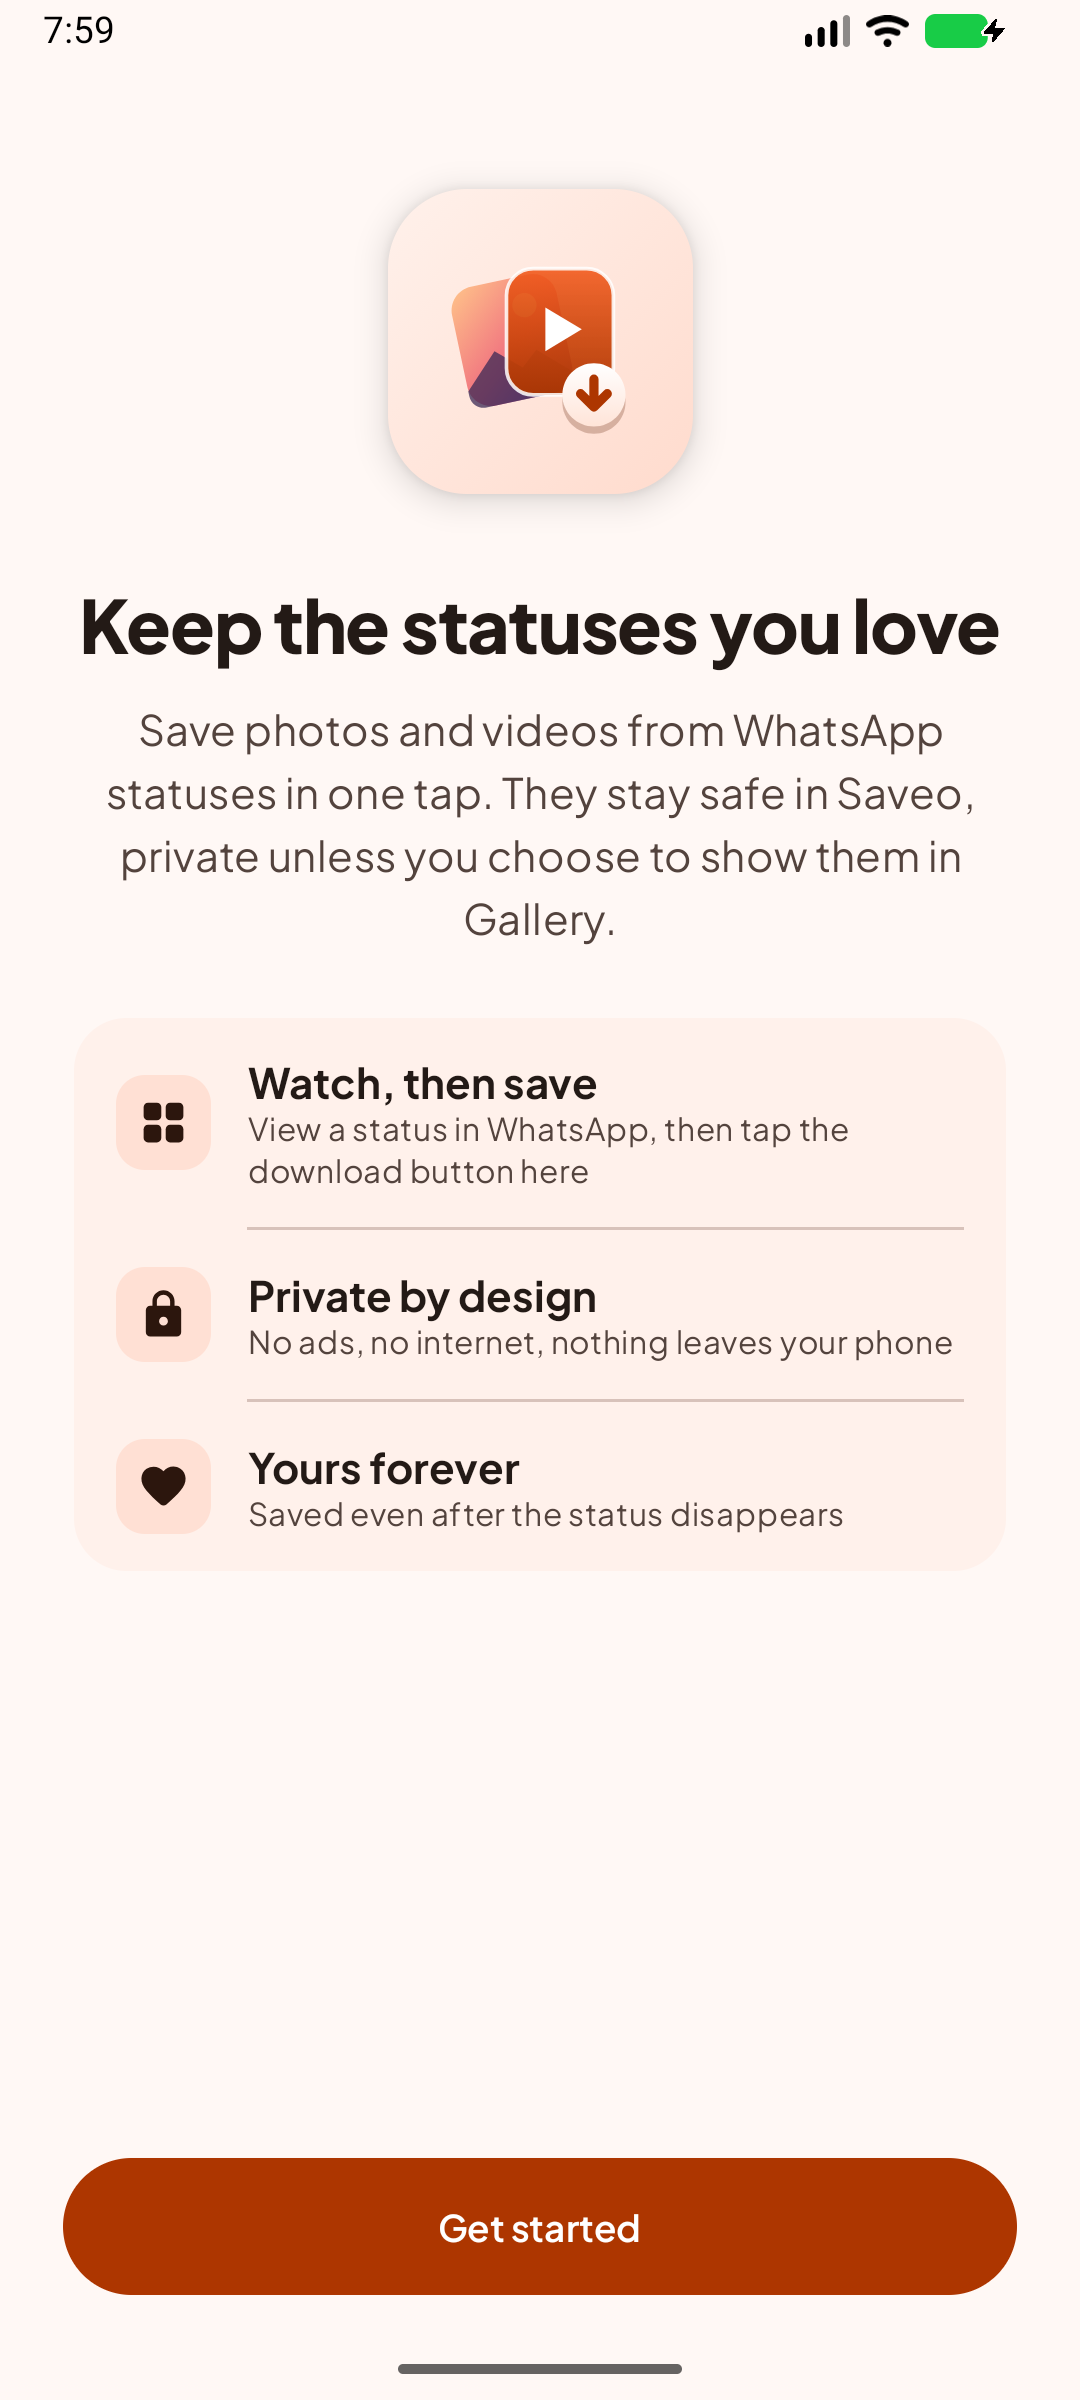 7:59
Keep the statuses you love
Save photos and videos from WhatsApp
statuses in one tap. They stay safe in Saveo,
private unless you choose to show them in
Gallery.
Watch, then save
View a status in WhatsApp, then tap the
download button here
Private by design
No ads, no internet, nothing leaves your phone
Yours forever
Saved even after the status disappears
Get started